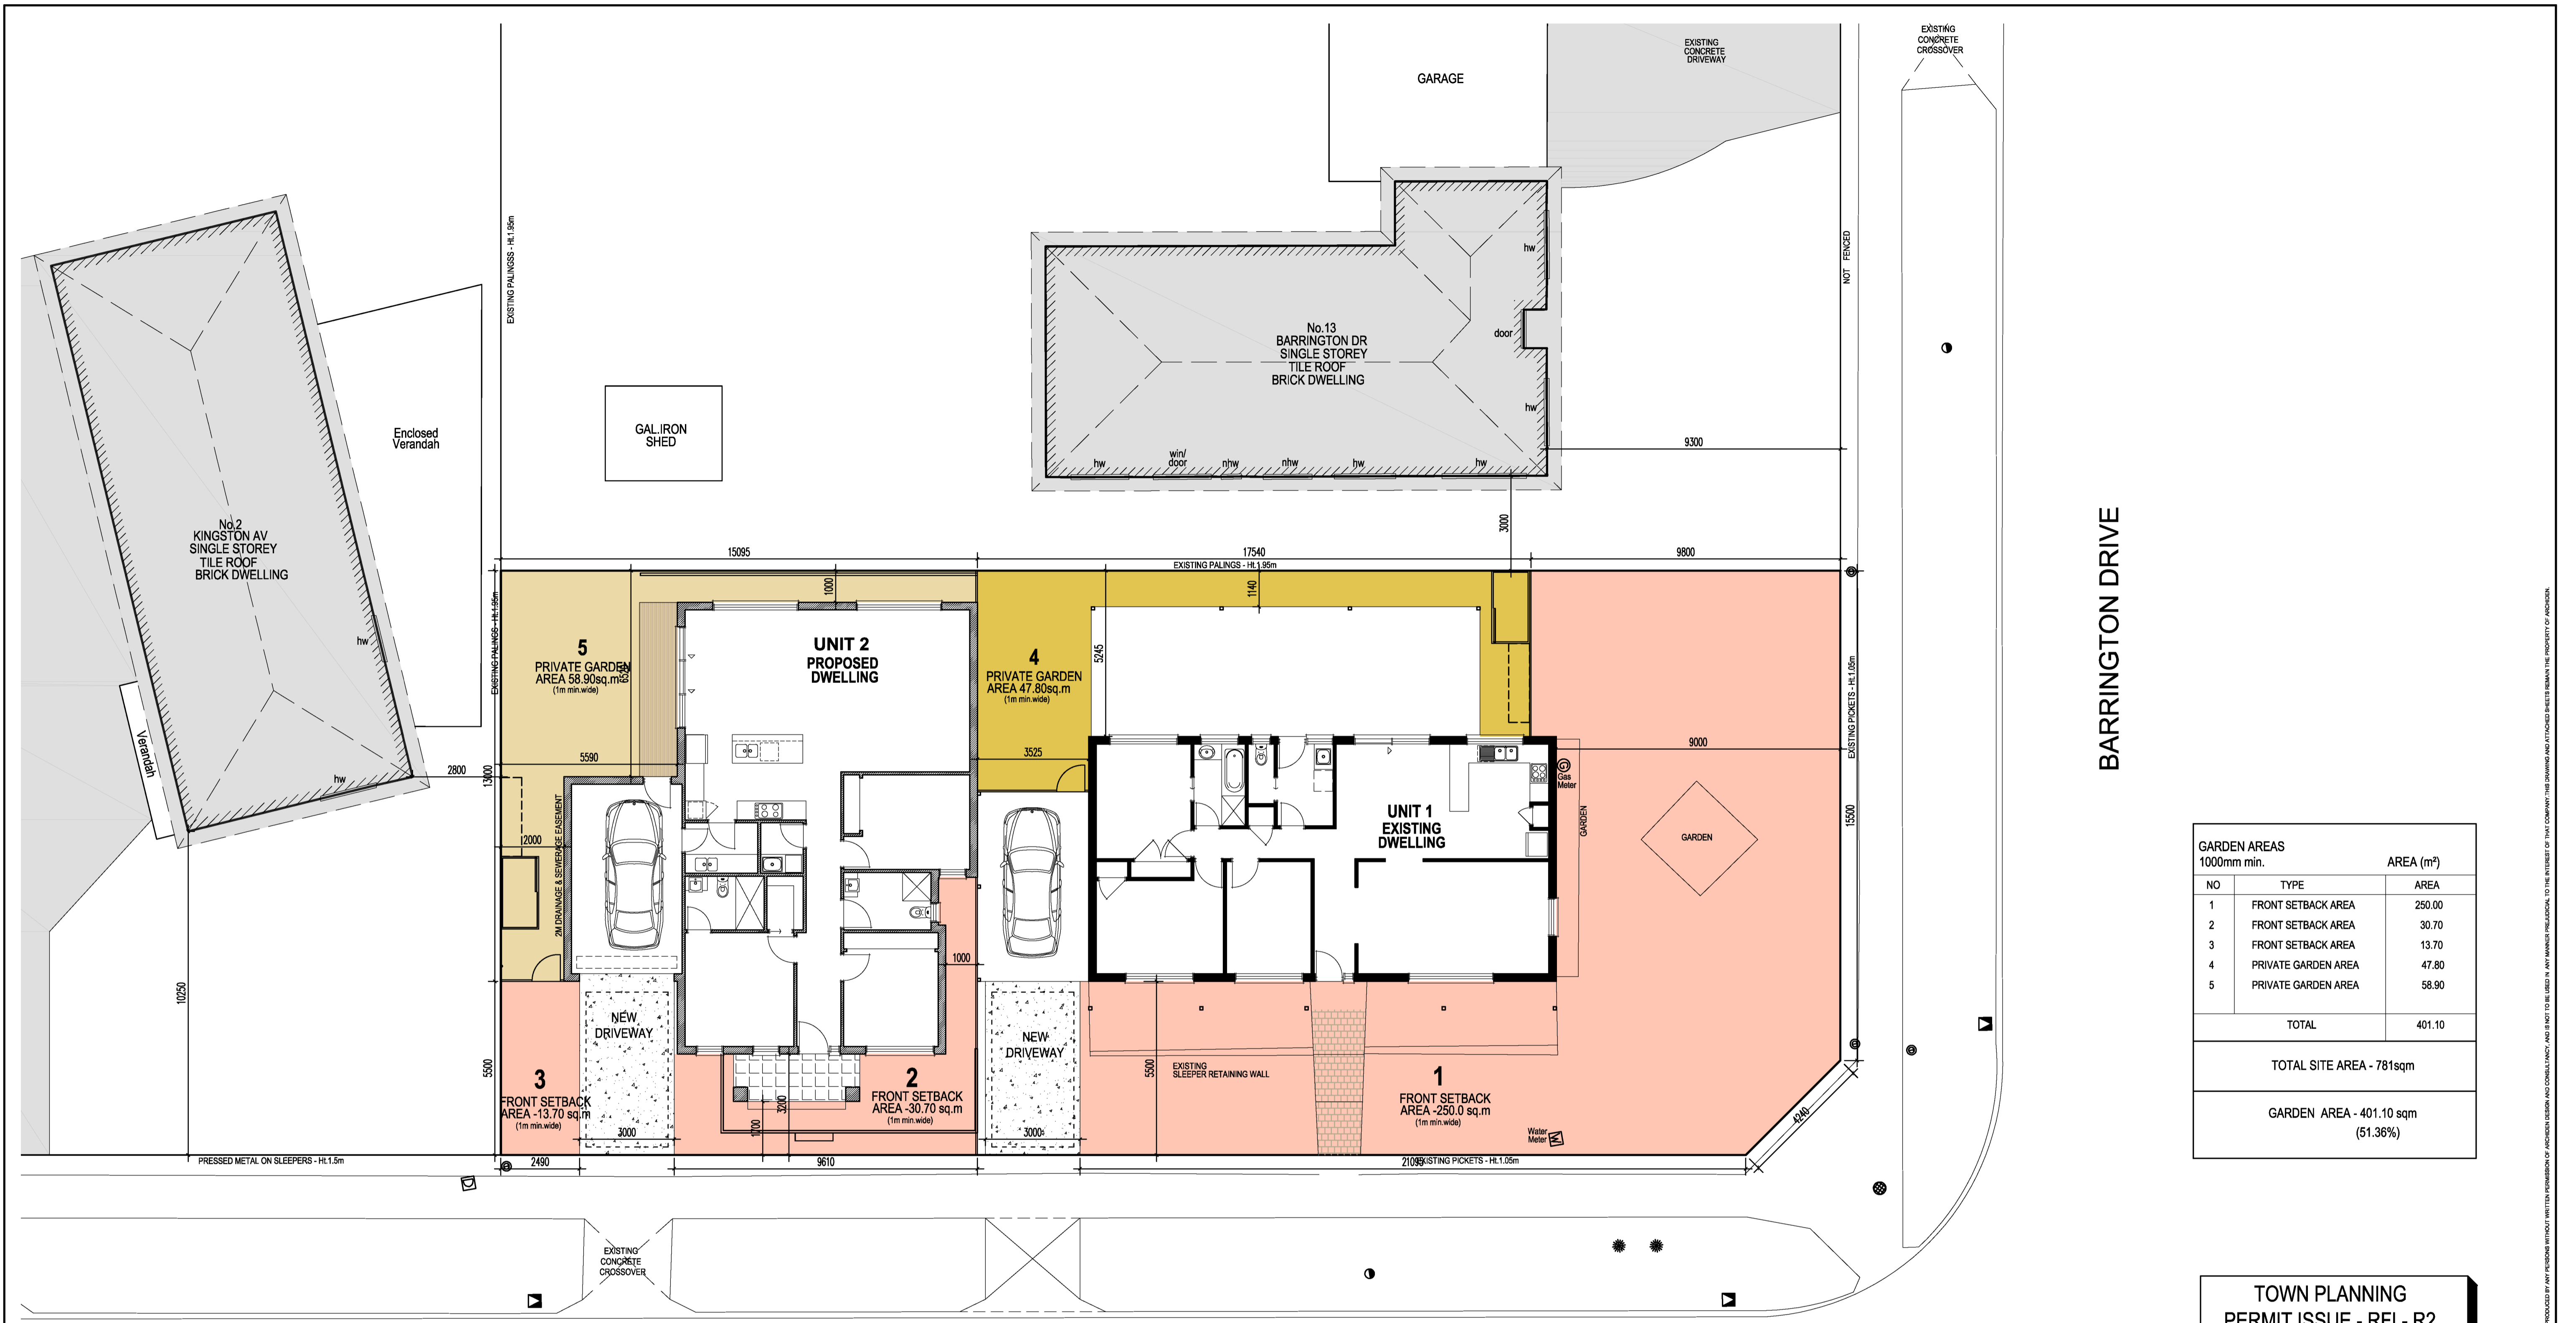 EXISTING
CONCRETE
CROSSOVER
EXISTING
CONCRETE
DRIVEWAY
GARAGE
EXISTING PALINGSS - Ht.1.95m
NOT FENCED
hw
door
hw
No.13
BARRINGTON DR
SINGLE STOREY
TILE ROOF
BRICK DWELLING
hw
win/
door
nhw
nhw
hw
hw
9300
3000
Enclosed
Verandah
GAL.IRON
SHED
No.2
KINGSTON AV
SINGLE STOREY
TILE ROOF
BRICK DWELLING
hw
hw
Verandah
2800
10250
BARRINGTON DRIVE
15095
17540
9800
EXISTING PALINGS - Ht.1.95m
EXISTING PALINGS - Ht.1.95m
13000
1000
1140
5245
5
PRIVATE GARDEN
AREA 58.90sq.m
(1m min.wide)
6520
UNIT 2
PROPOSED
DWELLING
4
PRIVATE GARDEN
AREA 47.80sq.m
(1m min.wide)
3525
5590
2000
2M DRAINAGE & SEWERAGE EASEMENT
UNIT 1
EXISTING
DWELLING
G
Gas
Meter
GARDEN
GARDEN
9000
EXISTING PICKETS - Ht.1.05m
15500
1000
NEW
DRIVEWAY
NEW
DRIVEWAY
5500
5500
3
FRONT SETBACK
AREA -13.70 sq.m
(1m min.wide)
2
FRONT SETBACK
AREA -30.70 sq.m
(1m min.wide)
EXISTING
SLEEPER RETAINING WALL
1
FRONT SETBACK
AREA -250.0 sq.m
(1m min.wide)
Water
Meter
W
4240
3200
1700
3000
3000
PRESSED METAL ON SLEEPERS - Ht.1.5m
2490
9610
21095
EXISTING PICKETS - Ht.1.05m
EXISTING
CONCRETE
CROSSOVER
GARDEN AREAS
1000mm min. AREA (m²)
NO TYPE AREA
1 FRONT SETBACK AREA 250.00
2 FRONT SETBACK AREA 30.70
3 FRONT SETBACK AREA 13.70
4 PRIVATE GARDEN AREA 47.80
5 PRIVATE GARDEN AREA 58.90
TOTAL 401.10
TOTAL SITE AREA - 781sqm
GARDEN AREA - 401.10 sqm
(51.36%)
TOWN PLANNING
PERMIT ISSUE - RFI - R2